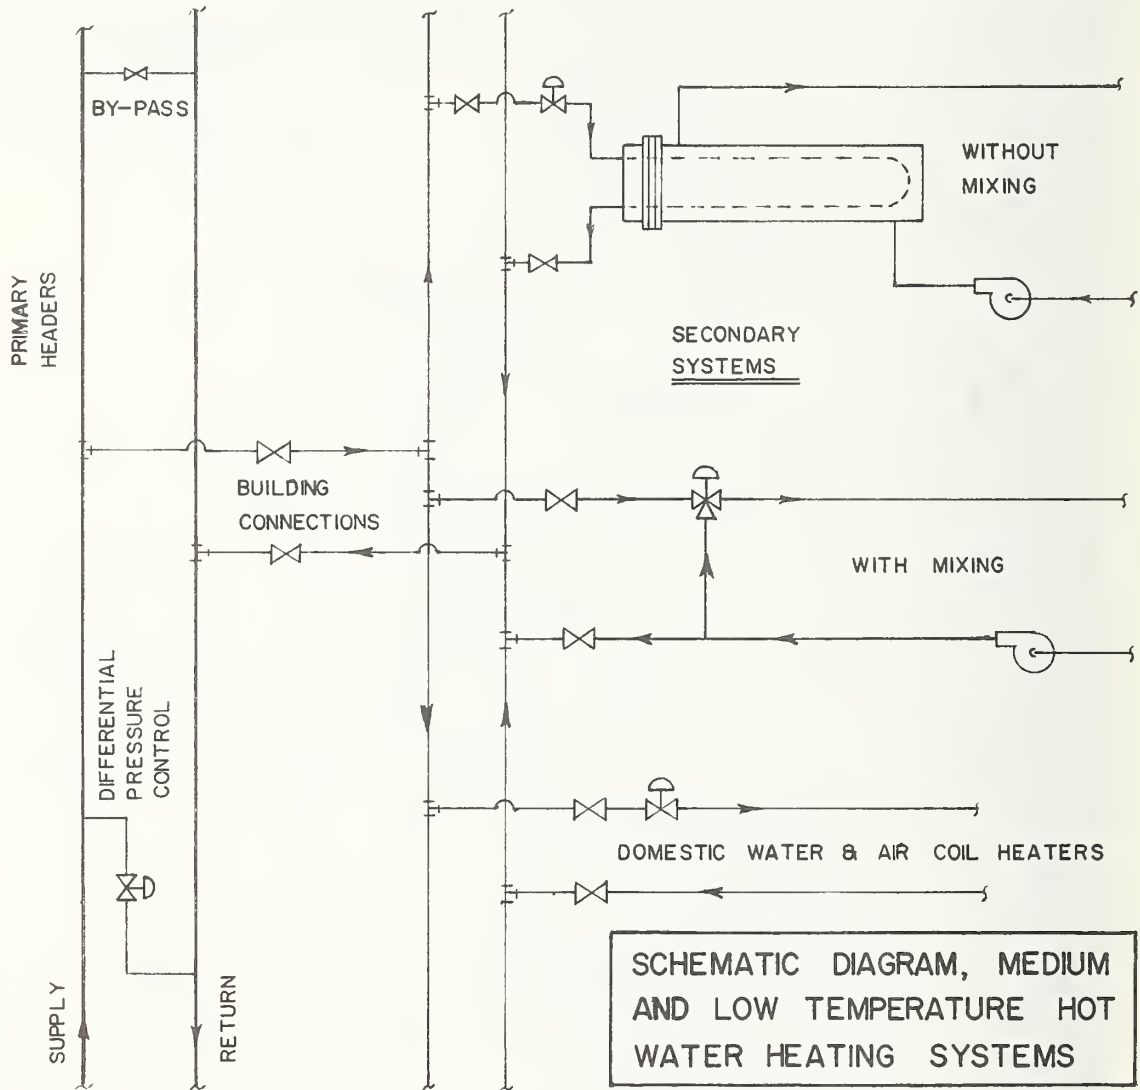 BY-PASS
PRIMARY
HEADERS
WITHOUT
MIXING
SECONDARY
SYSTEMS
BUILDING
CONNECTIONS
WITH MIXING
DIFFERENTIAL
PRESSURE
CONTROL
DOMESTIC WATER & AIR COIL HEATERS
SUPPLY
RETURN
SCHEMATIC DIAGRAM, MEDIUM
AND LOW TEMPERATURE HOT
WATER HEATING SYSTEMS